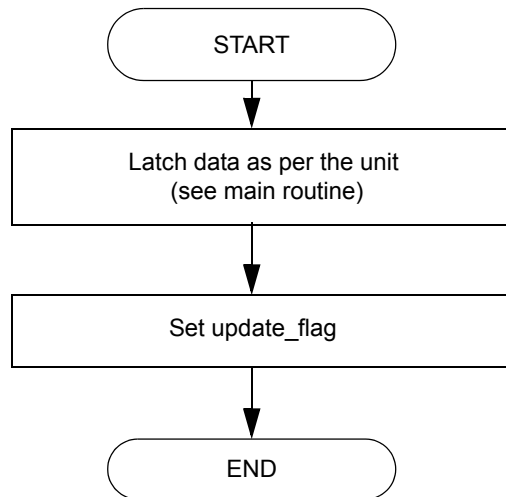 START
Latch data as per the unit
(see main routine)
Set update_flag
END